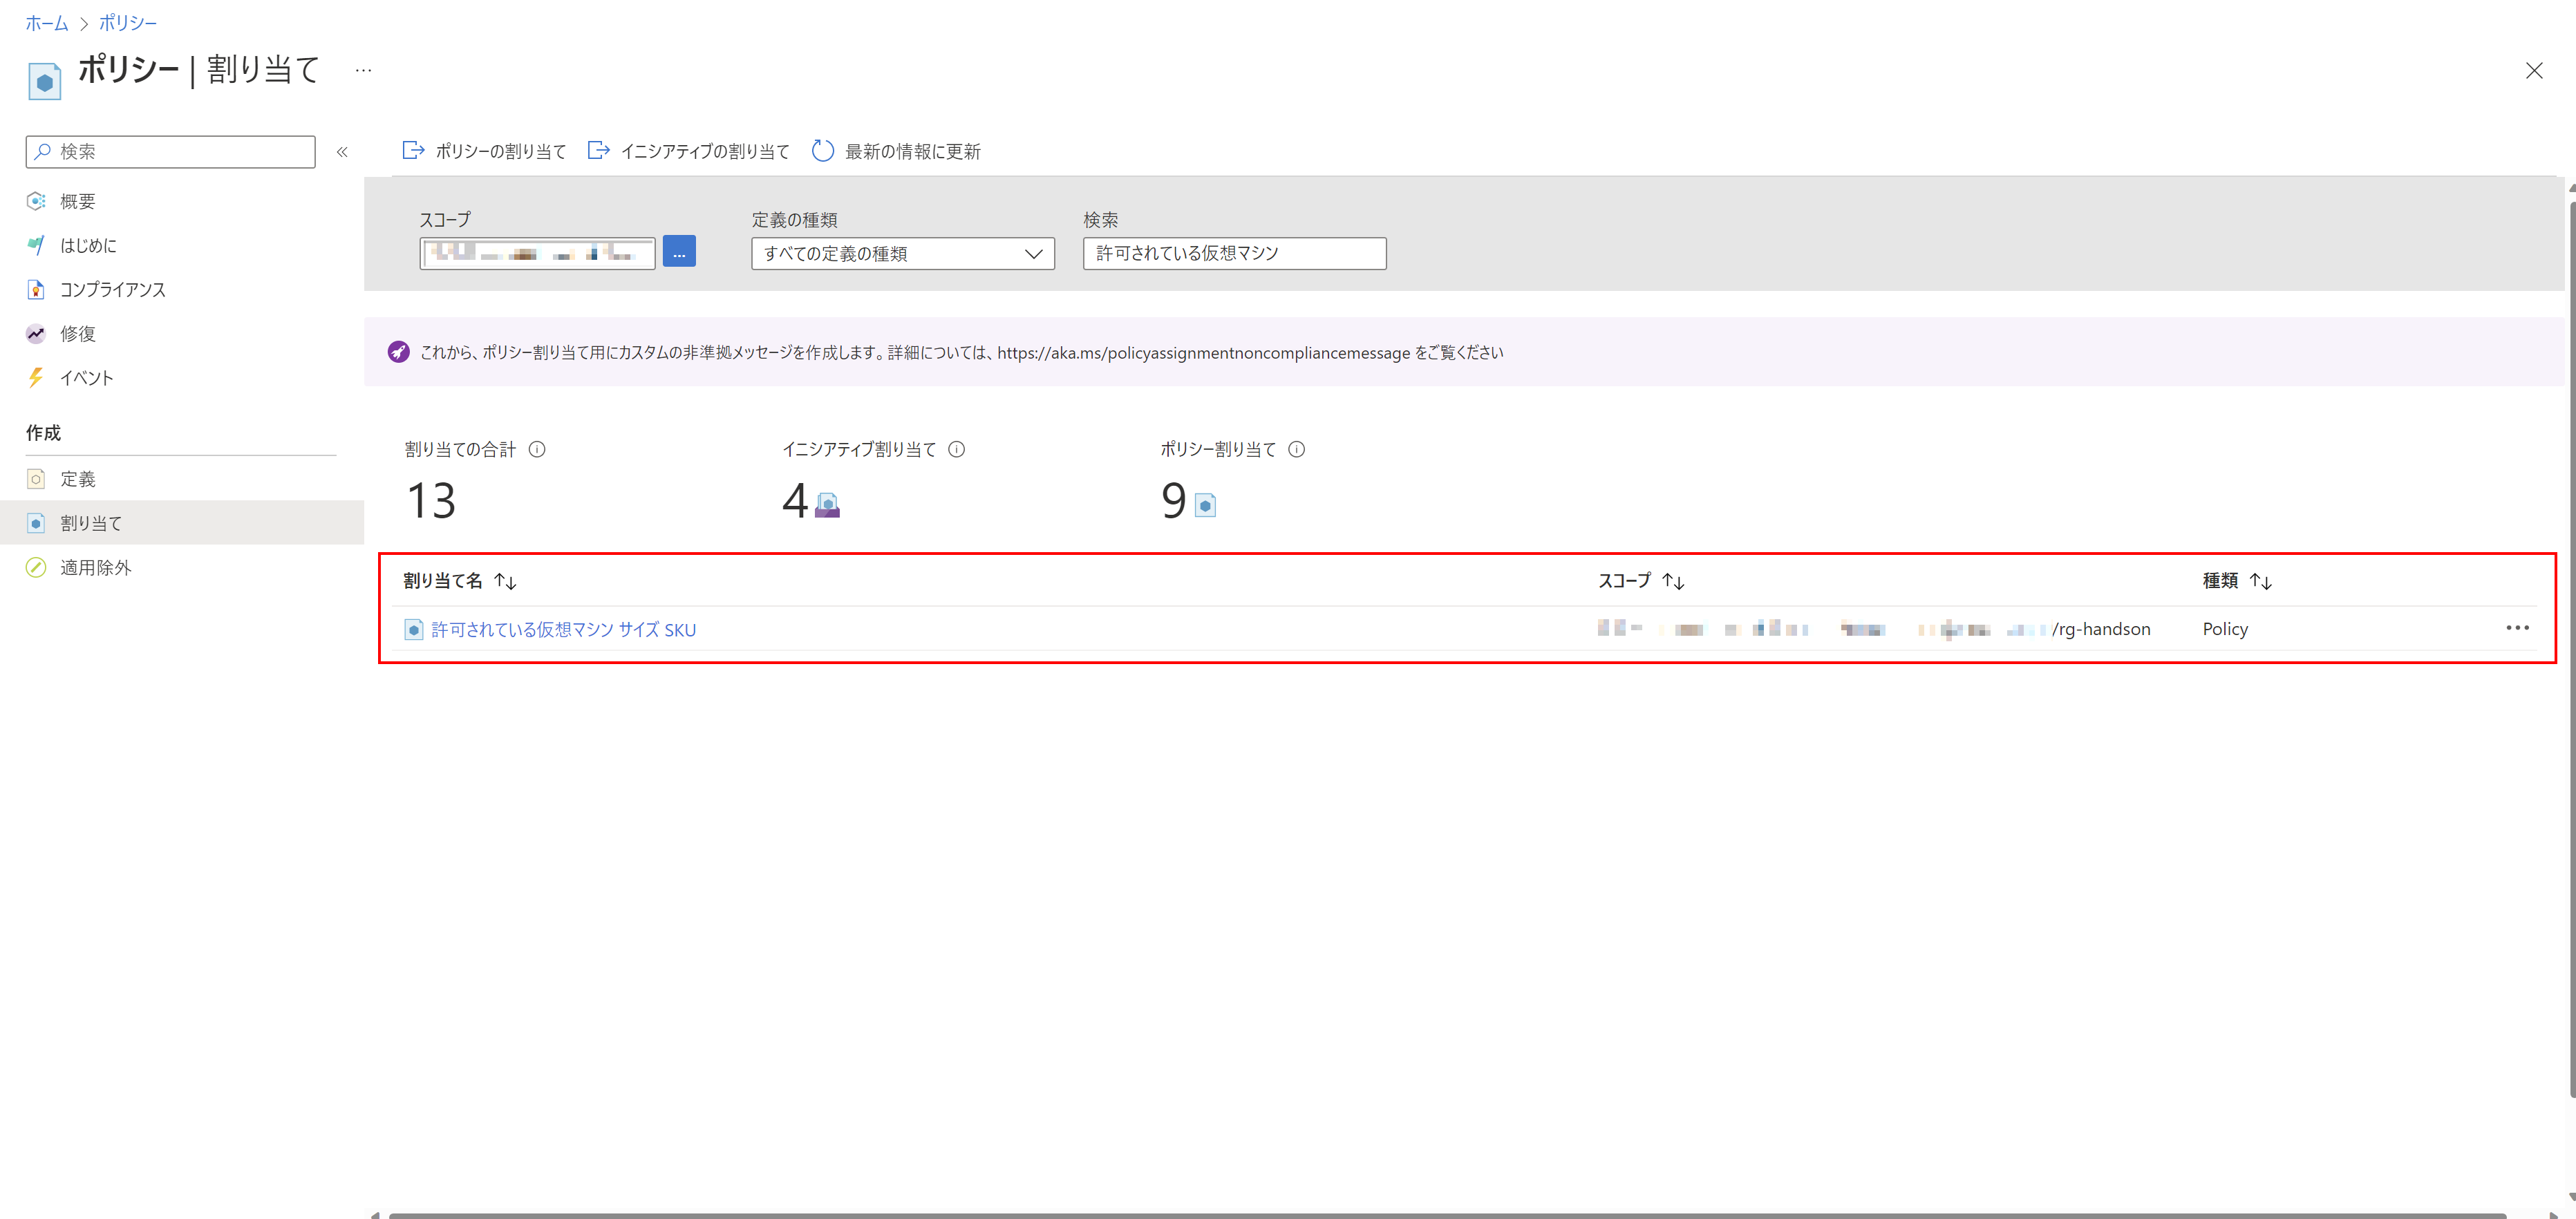 ホーム > ポリシー
ポリシー | 割り当て ...
検索
«
概要
はじめに
コンプライアンス
修復
イベント
作成
定義
割り当て
適用除外
ポリシーの割り当て イニシアティブの割り当て 最新の情報に更新
スコープ 定義の種類 検索
... すべての定義の種類 許可されている仮想マシン
これから、ポリシー割り当て用にカスタムの非準拠メッセージを作成します。詳細については、https://aka.ms/policyassignmentnoncompliancemessage をご覧ください
割り当ての合計 イニシアティブ割り当て ポリシー割り当て
13 4 9
割り当て名 ↑↓ スコープ ↑↓ 種類 ↑↓
許可されている仮想マシン サイズ SKU /rg-handson Policy ...